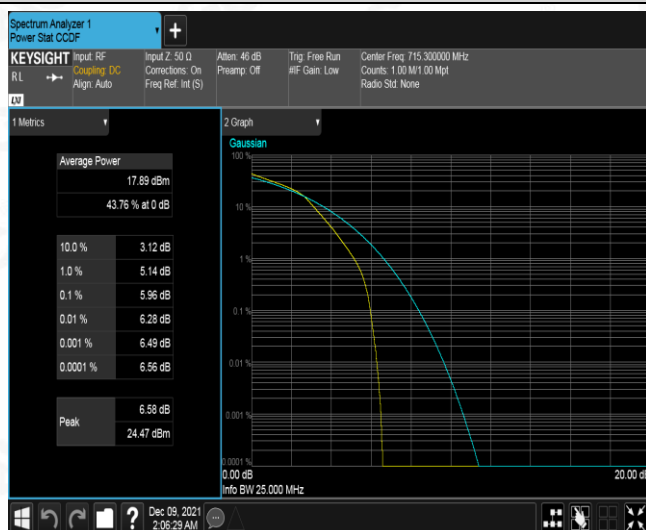 Spectrum Analyzer 1
Power Stat CCDF
+
KEYSIGHT
RL
LXI
Input: RF
Coupling: DC
Align: Auto
Input Z: 50 Ω
Corrections: On
Freq Ref: Int (S)
Atten: 46 dB
Preamp: Off
Trig: Free Run
#IF Gain: Low
Center Freq: 715.300000 MHz
Counts: 1.00 M/1.00 Mpt
Radio Std: None
1 Metrics
Average Power
17.89 dBm
43.76 % at 0 dB
10.0 % 3.12 dB
1.0 % 5.14 dB
0.1 % 5.96 dB
0.01 % 6.28 dB
0.001 % 6.49 dB
0.0001 % 6.56 dB
Peak
6.58 dB
24.47 dBm
2 Graph
Gaussian
100 %
10 %
1 %
0.1 %
0.01 %
0.001 %
0.0001 %
0.00 dB
20.00 dB
Info BW 25.000 MHz
?
Dec 09, 2021
2:06:29 AM